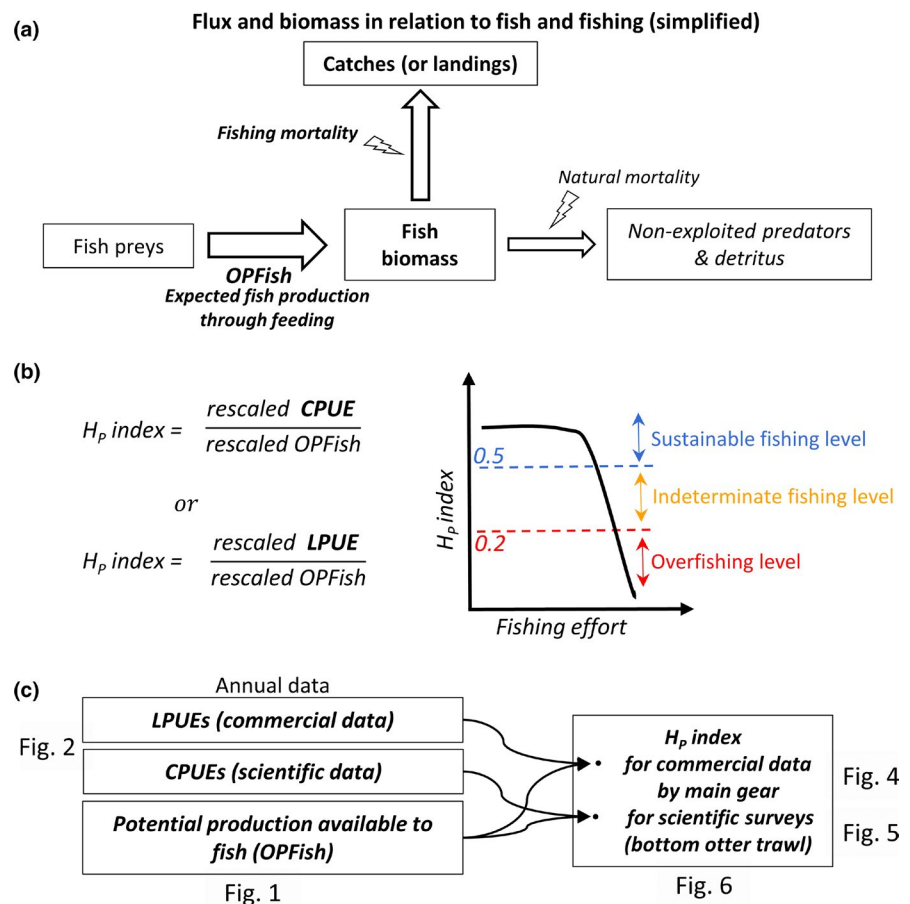 (a)
Flux and biomass in relation to fish and fishing (simplified)
Catches (or landings)
Fishing mortality
Natural mortality
Fish preys
OPFish
Expected fish production
through feeding
Fish
biomass
Non-exploited predators
& detritus
(b)
HP index = rescaled CPUE
rescaled OPFish
or
HP index = rescaled LPUE
rescaled OPFish
HP index
0.5
0.2
Sustainable fishing level
Indeterminate fishing level
Overfishing level
Fishing effort
(c)
Annual data
Fig. 2
LPUEs (commercial data)
CPUEs (scientific data)
Potential production available to
fish (OPFish)
Fig. 1
HP index
• for commercial data
by main gear
• for scientific surveys
(bottom otter trawl)
Fig. 4
Fig. 5
Fig. 6